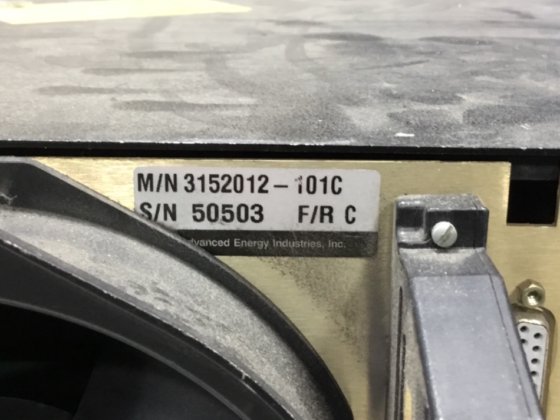 M/N 3152012-101C
S/N 50503 F/R C
Advanced Energy Industries, Inc.